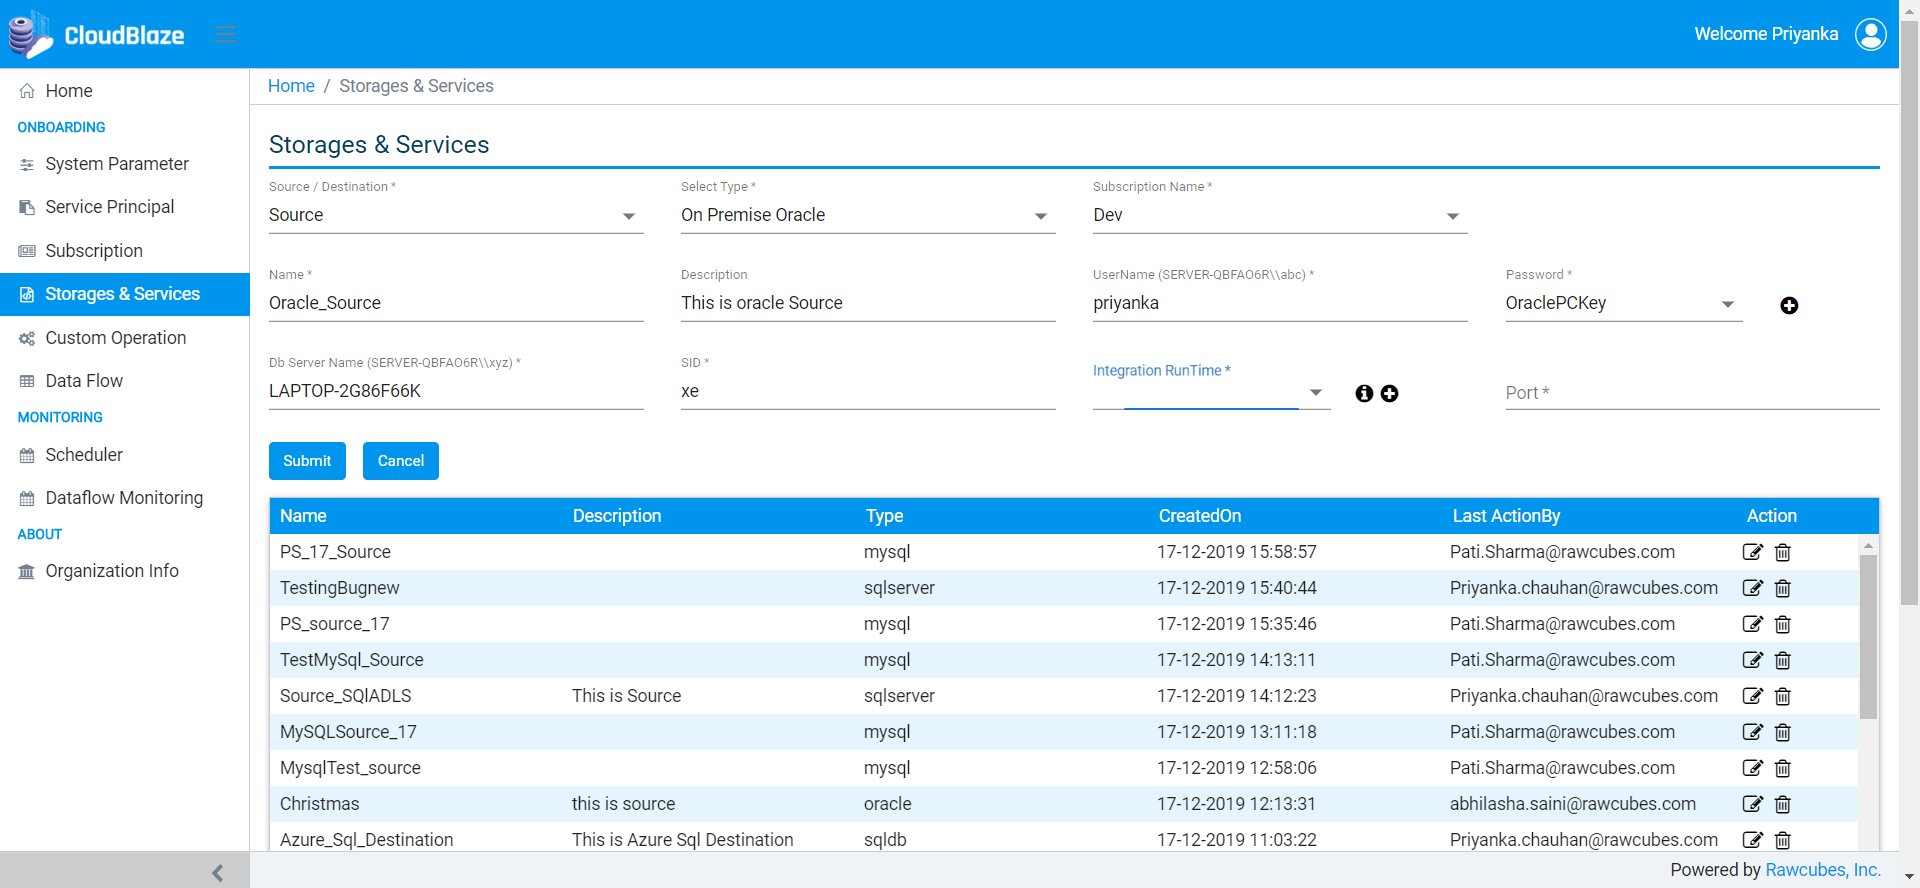 CloudBlaze
Welcome Priyanka
Home
ONBOARDING
System Parameter
Service Principal
Subscription
Storages & Services
Custom Operation
Data Flow
MONITORING
Scheduler
Dataflow Monitoring
ABOUT
Organization Info
Home / Storages & Services
Storages & Services
Source / Destination * Select Type * Subscription Name *
Source On Premise Oracle Dev
Name * Description UserName (SERVER-QBFAO6R\\abc) * Password *
Oracle_Source This is oracle Source priyanka OraclePCKey
Db Server Name (SERVER-QBFAO6R\\xyz) * SID * Integration RunTime *
LAPTOP-2G86F66K xe Port *
Submit Cancel
Name Description Type CreatedOn Last ActionBy Action
PS_17_Source mysql 17-12-2019 15:58:57 Pati.Sharma@rawcubes.com
TestingBugnew sqlserver 17-12-2019 15:40:44 Priyanka.chauhan@rawcubes.com
PS_source_17 mysql 17-12-2019 15:35:46 Pati.Sharma@rawcubes.com
TestMySql_Source mysql 17-12-2019 14:13:11 Pati.Sharma@rawcubes.com
Source_SQlADLS This is Source sqlserver 17-12-2019 14:12:23 Priyanka.chauhan@rawcubes.com
MySQLSource_17 mysql 17-12-2019 13:11:18 Pati.Sharma@rawcubes.com
MysqlTest_source mysql 17-12-2019 12:58:06 Pati.Sharma@rawcubes.com
Christmas this is source oracle 17-12-2019 12:13:31 abhilasha.saini@rawcubes.com
Azure_Sql_Destination This is Azure Sql Destination sqldb 17-12-2019 11:03:22 Priyanka.chauhan@rawcubes.com
Powered by Rawcubes, Inc.